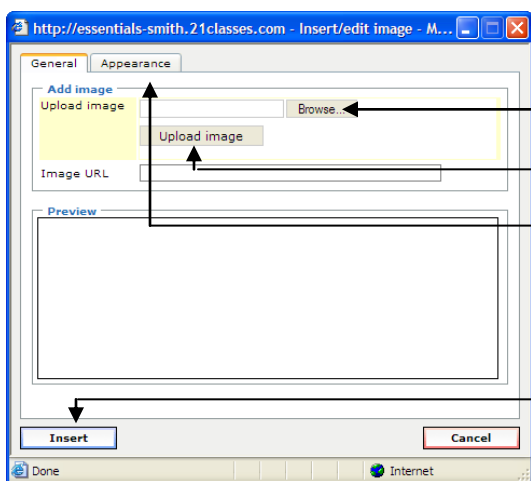 http://essentials-smith.21classes.com - Insert/edit image - M...
General Appearance
Add image
Upload image Browse...
Upload image
Image URL
Preview
Insert Cancel
Done Internet